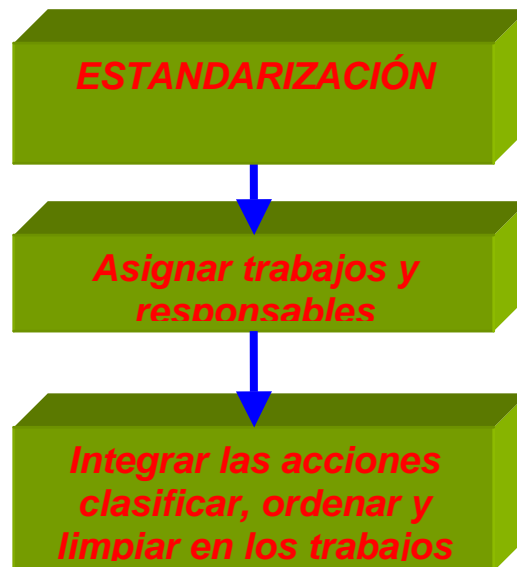 ESTANDARIZACIÓN
Asignar trabajos y
responsables
Integrar las acciones
clasificar, ordenar y
limpiar en los trabajos